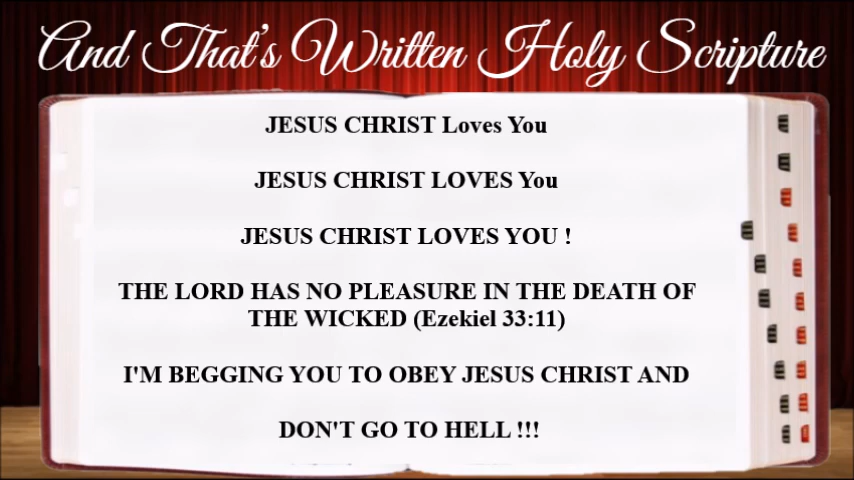 And That's Written Holy Scripture
JESUS CHRIST Loves You
JESUS CHRIST LOVES You
JESUS CHRIST LOVES YOU !
THE LORD HAS NO PLEASURE IN THE DEATH OF
THE WICKED (Ezekiel 33:11)
I'M BEGGING YOU TO OBEY JESUS CHRIST AND
DON'T GO TO HELL !!!